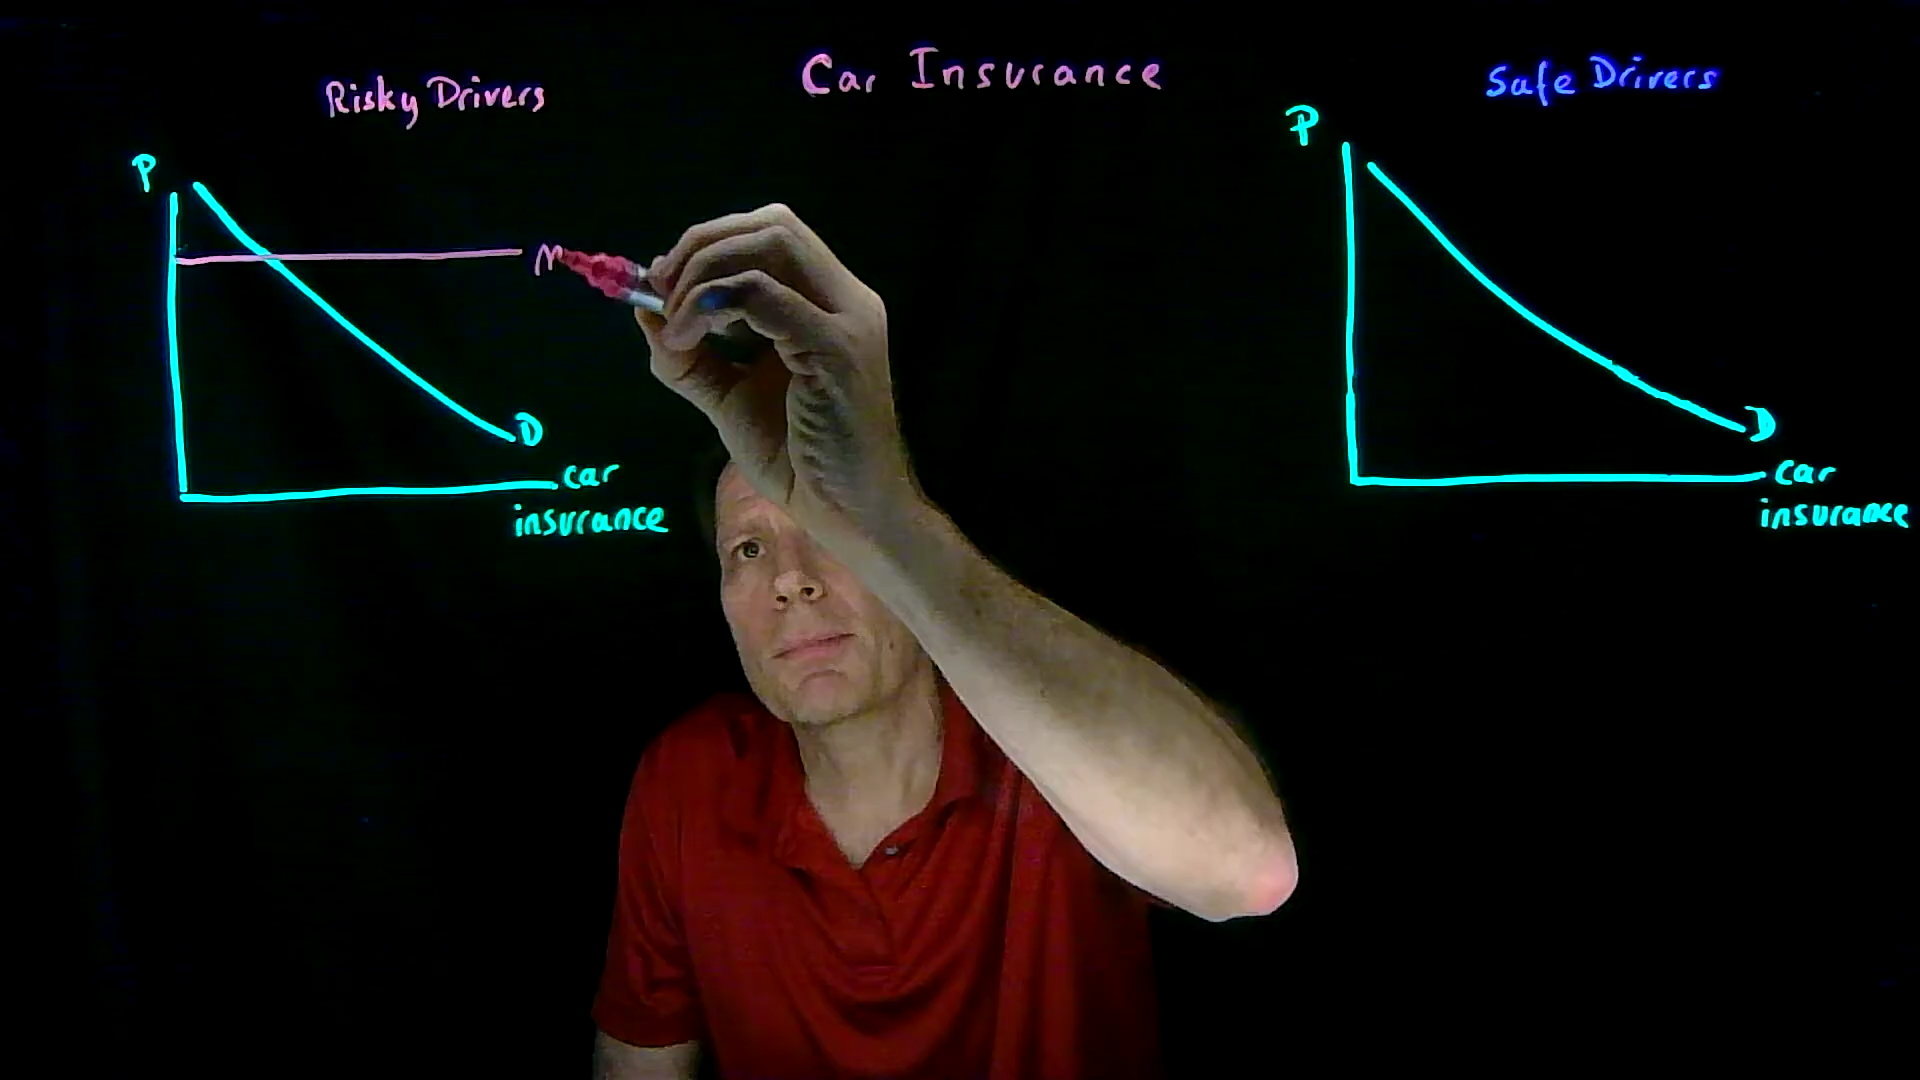 Car Insurance
Risky Drivers
P
M
D
car
insurance
Safe Drivers
P
D
car
insurance